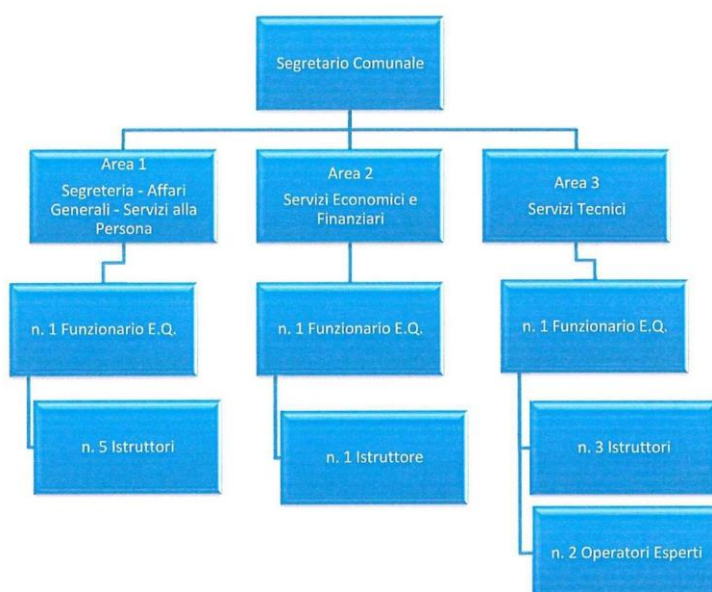 Segretario Comunale
Area 1
Segreteria - Affari
Generali - Servizi alla
Persona
Area 2
Servizi Economici e
Finanziari
Area 3
Servizi Tecnici
n. 1 Funzionario E.Q.
n. 1 Funzionario E.Q.
n. 1 Funzionario E.Q.
n. 5 Istruttori
n. 1 Istruttore
n. 3 Istruttori
n. 2 Operatori Esperti